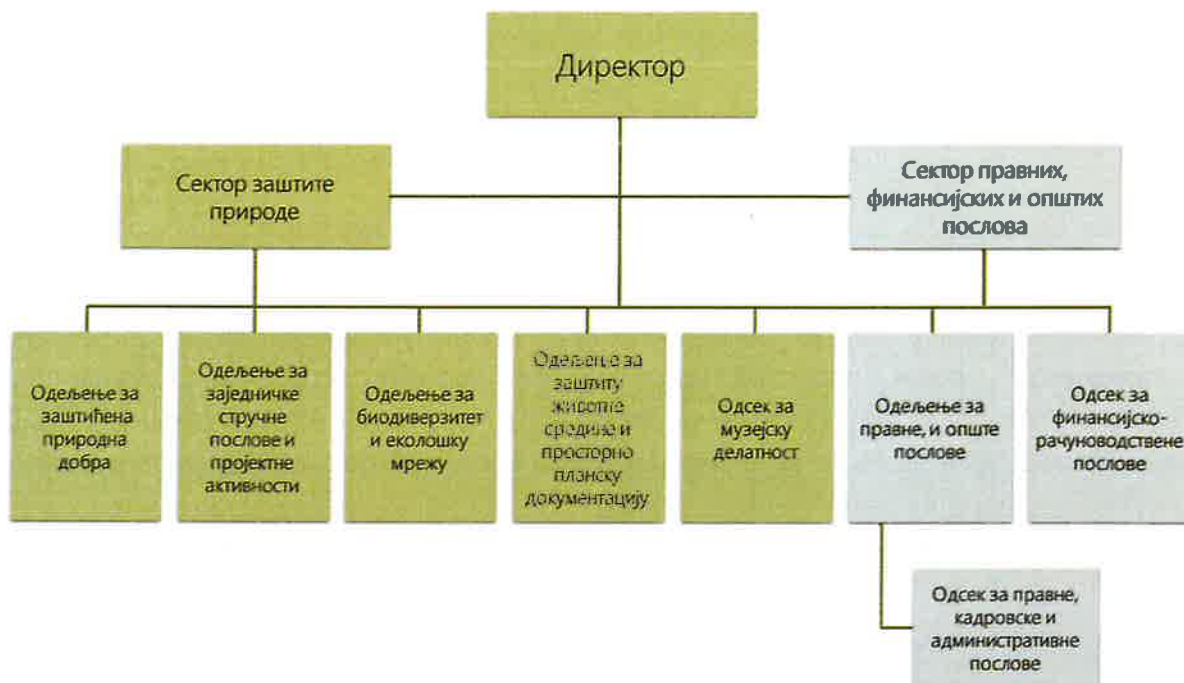 Директор
Сектор заштите
природе
Сектор правних,
финансијских и општих
послова
Одељење за
заштићена
природна
добра
Одељење за
заједничке
стручне
послове и
пројектне
активности
Одељење за
биодиверзитет
и еколошку
мрежу
Одељење за
заштиту
животне
средине и
просторно
планску
документацију
Одсек за
музејску
делатност
Одељење за
правне, и опште
послове
Одсек за
финансијско-
рачуноводствене
послове
Одсек за правне,
кадровске и
административне
послове